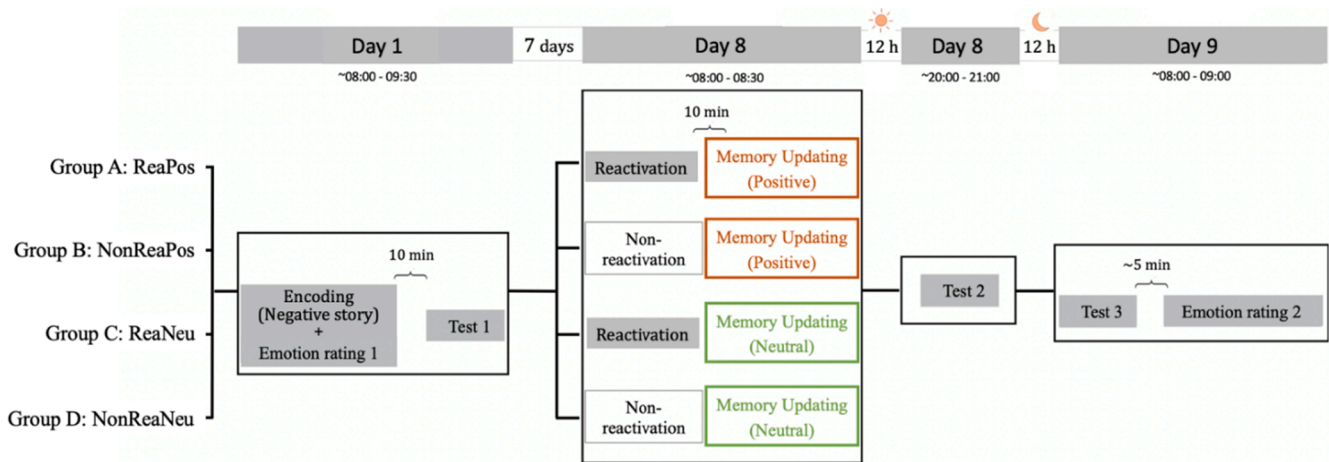 Day 1
7 days
Day 8
12 h
Day 8
12 h
Day 9
~08:00 - 09:30
~08:00 - 08:30
~20:00 - 21:00
~08:00 - 09:00
Group A: ReaPos
Group B: NonReaPos
Group C: ReaNeu
Group D: NonReaNeu
Encoding
(Negative story)
+
Emotion rating 1
10 min
Test 1
10 min
Reactivation
Memory Updating
(Positive)
Non-
reactivation
Memory Updating
(Positive)
Reactivation
Memory Updating
(Neutral)
Non-
reactivation
Memory Updating
(Neutral)
Test 2
~5 min
Test 3
Emotion rating 2